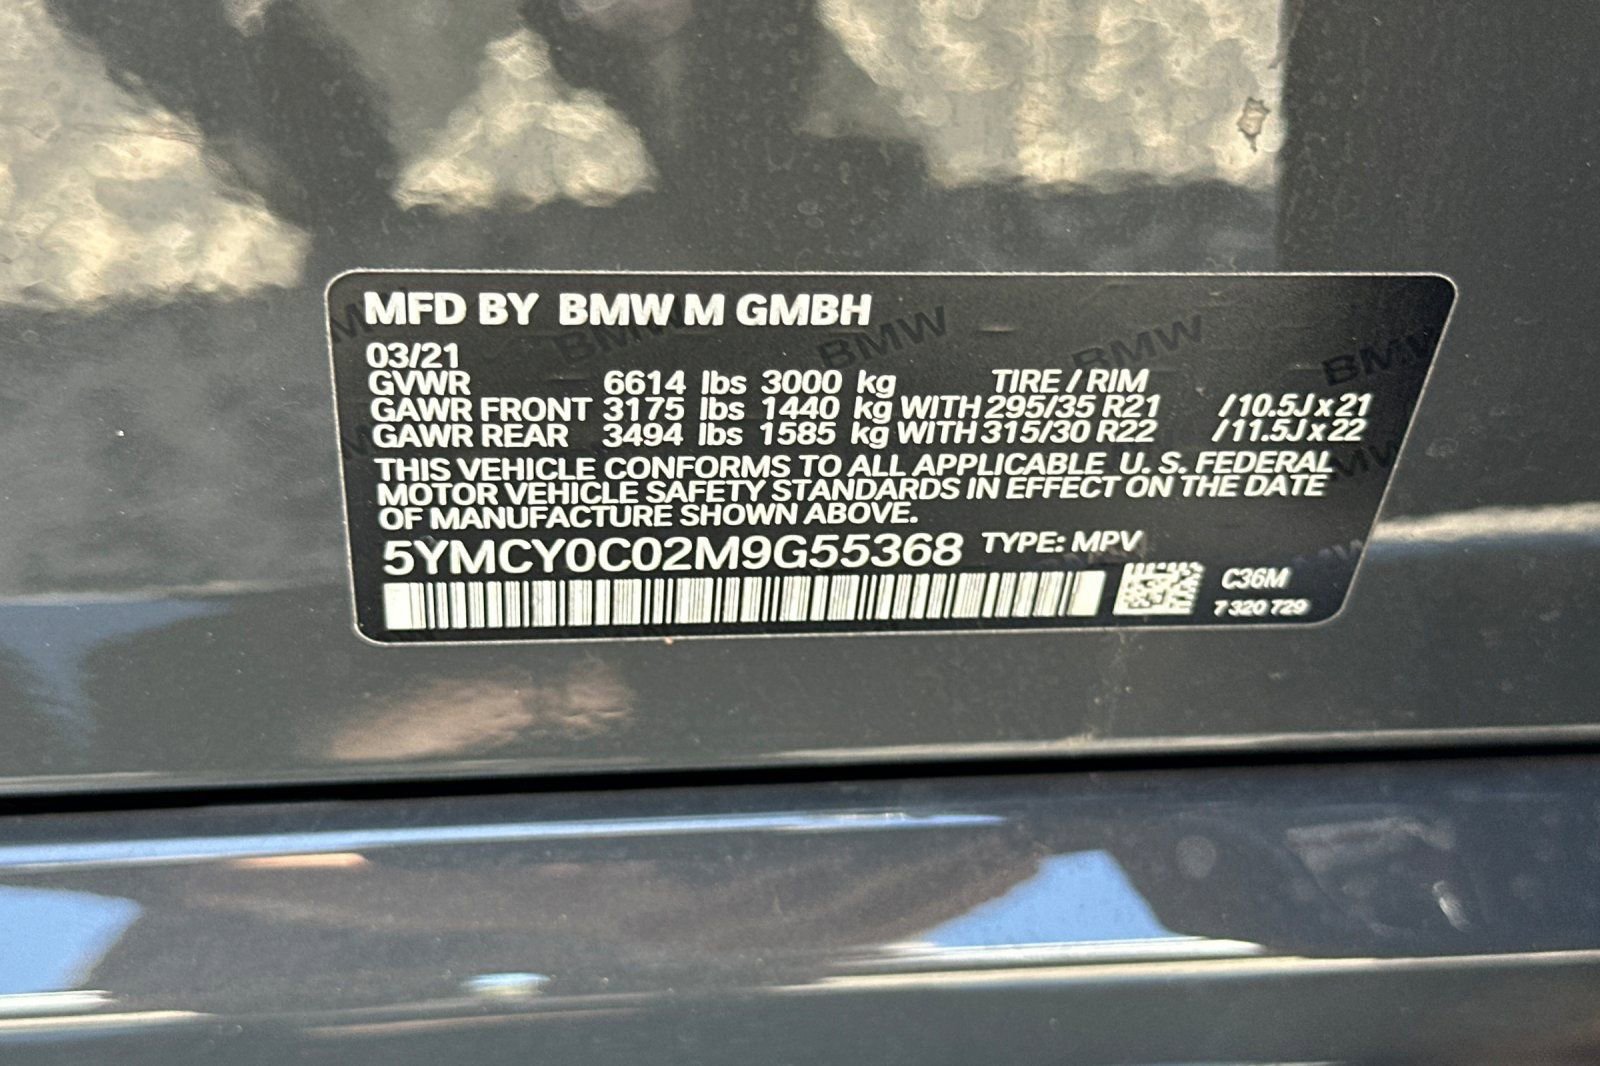 MFD BY BMW M GMBH
03/21
GVWR 6614 lbs 3000 kg TIRE / RIM
GAWR FRONT 3175 lbs 1440 kg WITH 295/35 R21 /10.5J x 21
GAWR REAR 3494 lbs 1585 kg WITH 315/30 R22 /11.5J x 22
THIS VEHICLE CONFORMS TO ALL APPLICABLE U. S. FEDERAL
MOTOR VEHICLE SAFETY STANDARDS IN EFFECT ON THE DATE
OF MANUFACTURE SHOWN ABOVE.
5YMCY0C02M9G55368 TYPE: MPV
C36M
7 320 729